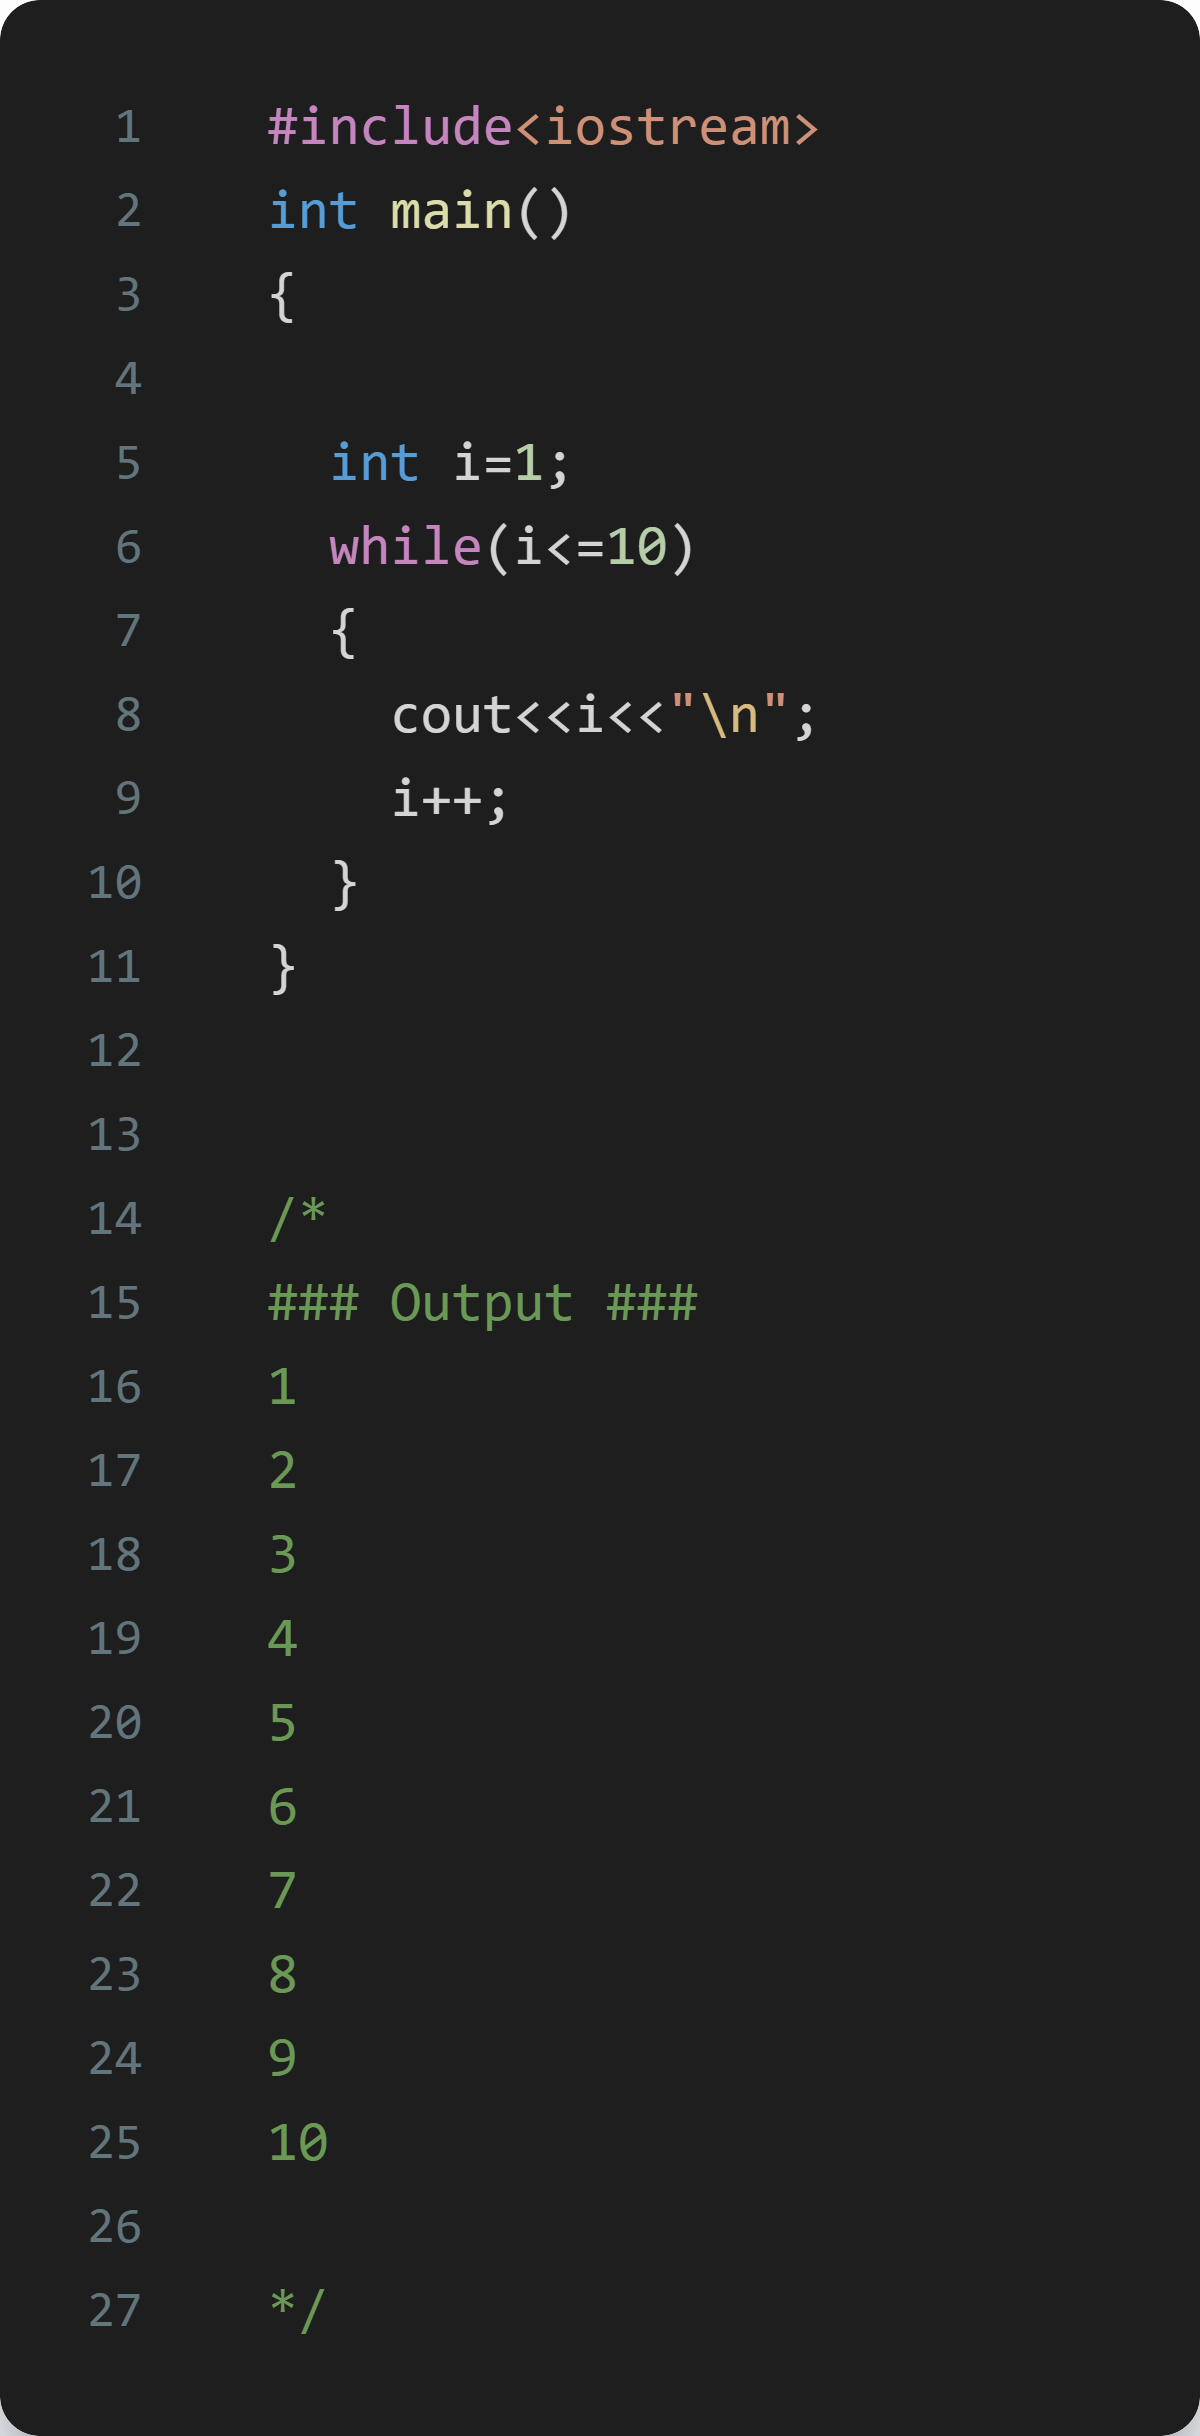 1 #include<iostream>
2 int main()
3 {
4
5   int i=1;
6   while(i<=10)
7   {
8     cout<<i<<"\n";
9     i++;
10   }
11 }
12
13
14 /*
15 ### Output ###
16 1
17 2
18 3
19 4
20 5
21 6
22 7
23 8
24 9
25 10
26
27 */